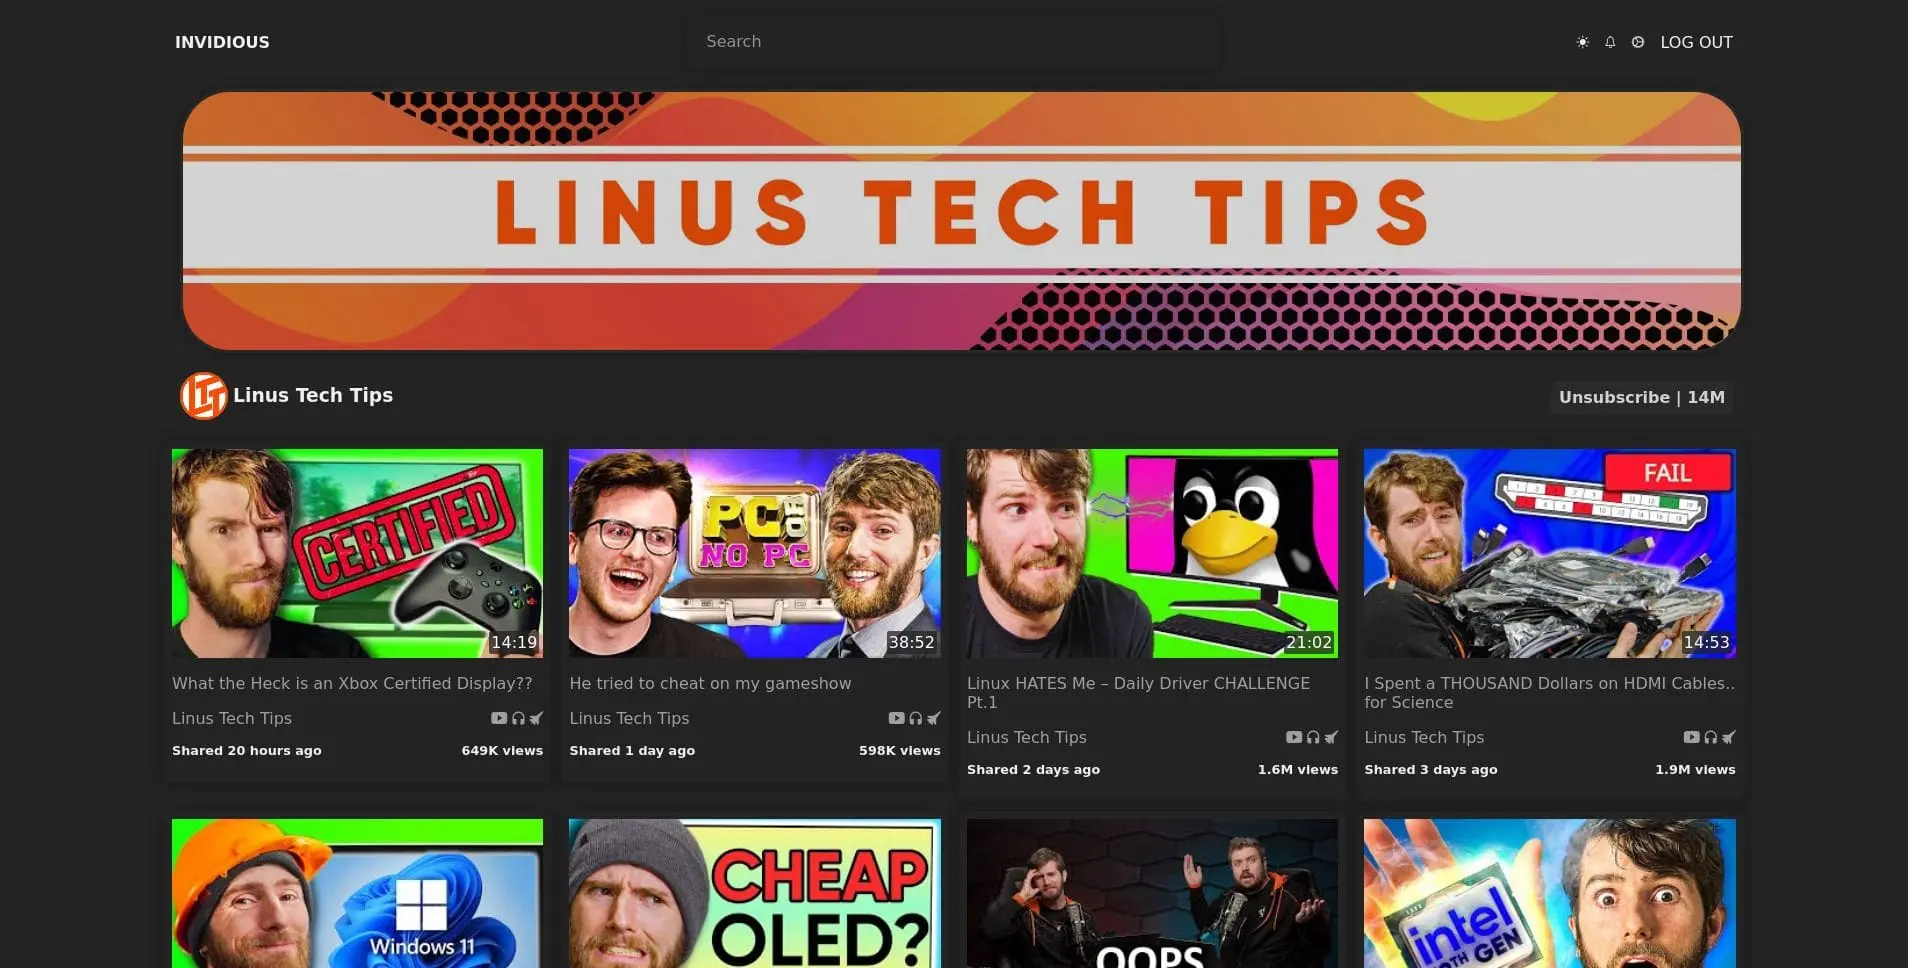 INVIDIOUS
Search
LOG OUT
LINUS TECH TIPS
Linus Tech Tips
Unsubscribe | 14M
CERTIFIED
14:19
PC OR
NO PC
38:52
21:02
FAIL
14:53
What the Heck is an Xbox Certified Display??
Linus Tech Tips
Shared 20 hours ago
649K views
He tried to cheat on my gameshow
Linus Tech Tips
Shared 1 day ago
598K views
Linux HATES Me – Daily Driver CHALLENGE
Pt.1
Linus Tech Tips
Shared 2 days ago
1.6M views
I Spent a THOUSAND Dollars on HDMI Cables..
for Science
Linus Tech Tips
Shared 3 days ago
1.9M views
Windows 11
CHEAP
OLED?
OOPS
intel
GEN